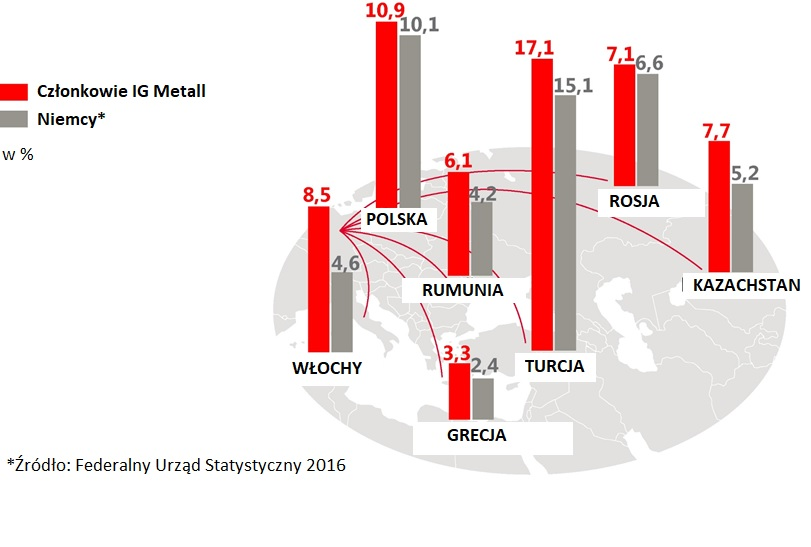 Członkowie IG Metall
Niemcy*
w %
10,9
10,1
POLSKA
17,1
15,1
TURCJA
7,1
6,6
ROSJA
7,7
5,2
KAZACHSTAN
6,1
4,2
RUMUNIA
8,5
4,6
WŁOCHY
3,3
2,4
GRECJA
*Źródło: Federalny Urząd Statystyczny 2016